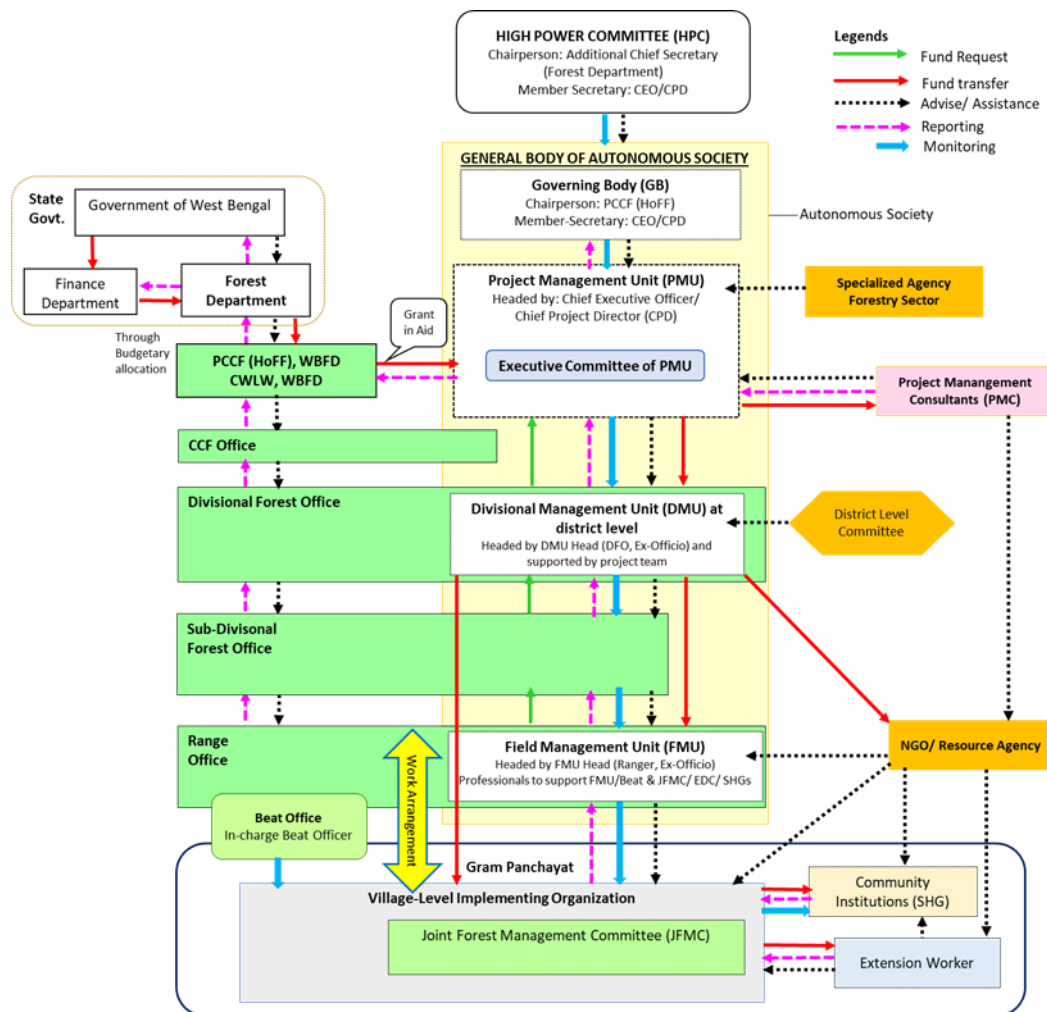 HIGH POWER COMMITTEE (HPC)
Chairperson: Additional Chief Secretary
(Forest Department)
Member Secretary: CEO/CPD
Legends
Fund Request
Fund transfer
Advise/ Assistance
Reporting
Monitoring
GENERAL BODY OF AUTONOMOUS SOCIETY
Governing Body (GB)
Chairperson: PCCF (HoFF)
Member-Secretary: CEO/CPD
Autonomous Society
State
Govt.
Government of West Bengal
Finance
Department
Forest
Department
Project Management Unit (PMU)
Headed by: Chief Executive Officer/
Chief Project Director (CPD)
Executive Committee of PMU
Specialized Agency
Forestry Sector
Grant
in Aid
Through
Budgetary
allocation
PCCF (HoFF), WBFD
CWLW, WBFD
Project Manangement
Consultants (PMC)
CCF Office
Divisional Forest Office
Divisional Management Unit (DMU) at
district level
Headed by DMU Head (DFO, Ex-Officio) and
supported by project team
District Level
Committee
Sub-Divisonal
Forest Office
Range
Office
Field Management Unit (FMU)
Headed by FMU Head (Ranger, Ex-Officio)
Professionals to support FMU/Beat & JFMC/ EDC/ SHGs
NGO/ Resource Agency
Work Arrangement
Beat Office
In-charge Beat Officer
Gram Panchayat
Village-Level Implementing Organization
Joint Forest Management Committee (JFMC)
Community
Institutions (SHG)
Extension Worker